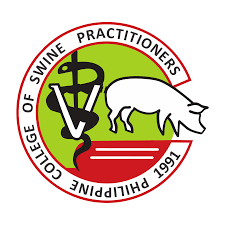 PHILIPPINE COLLEGE OF SWINE PRACTITIONERS
1991
V